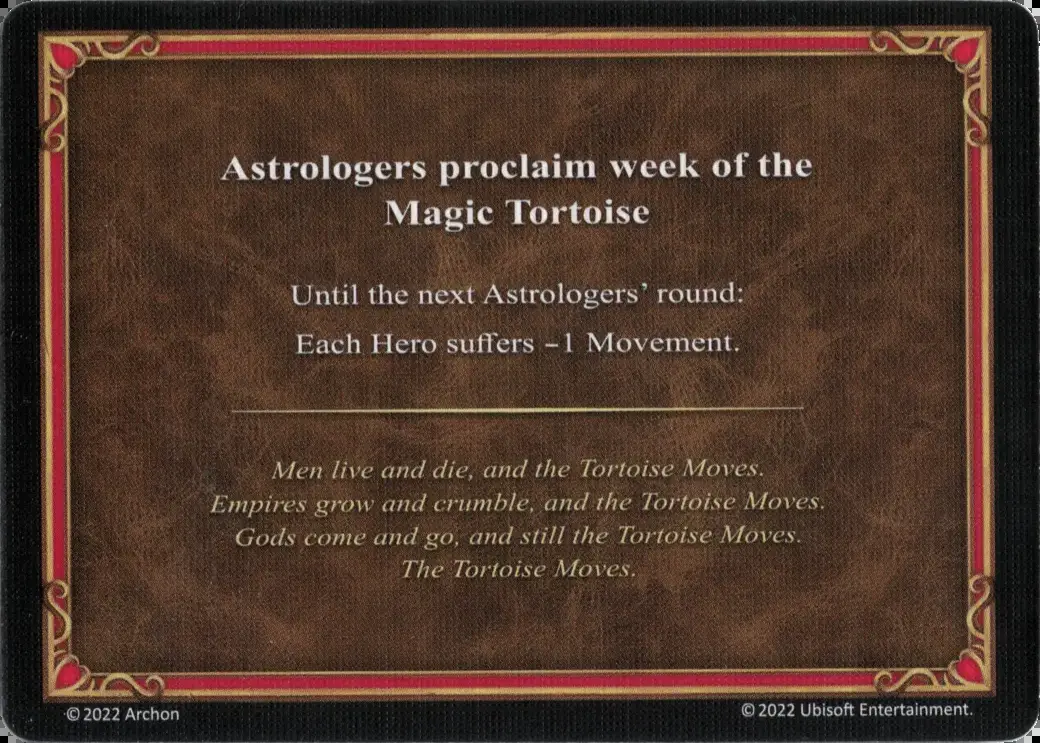 Astrologers proclaim week of the
Magic Tortoise
Until the next Astrologers’ round:
Each Hero suffers –1 Movement.
Men live and die, and the Tortoise Moves.
Empires grow and crumble, and the Tortoise Moves.
Gods come and go, and still the Tortoise Moves.
The Tortoise Moves.
© 2022 Archon
© 2022 Ubisoft Entertainment.